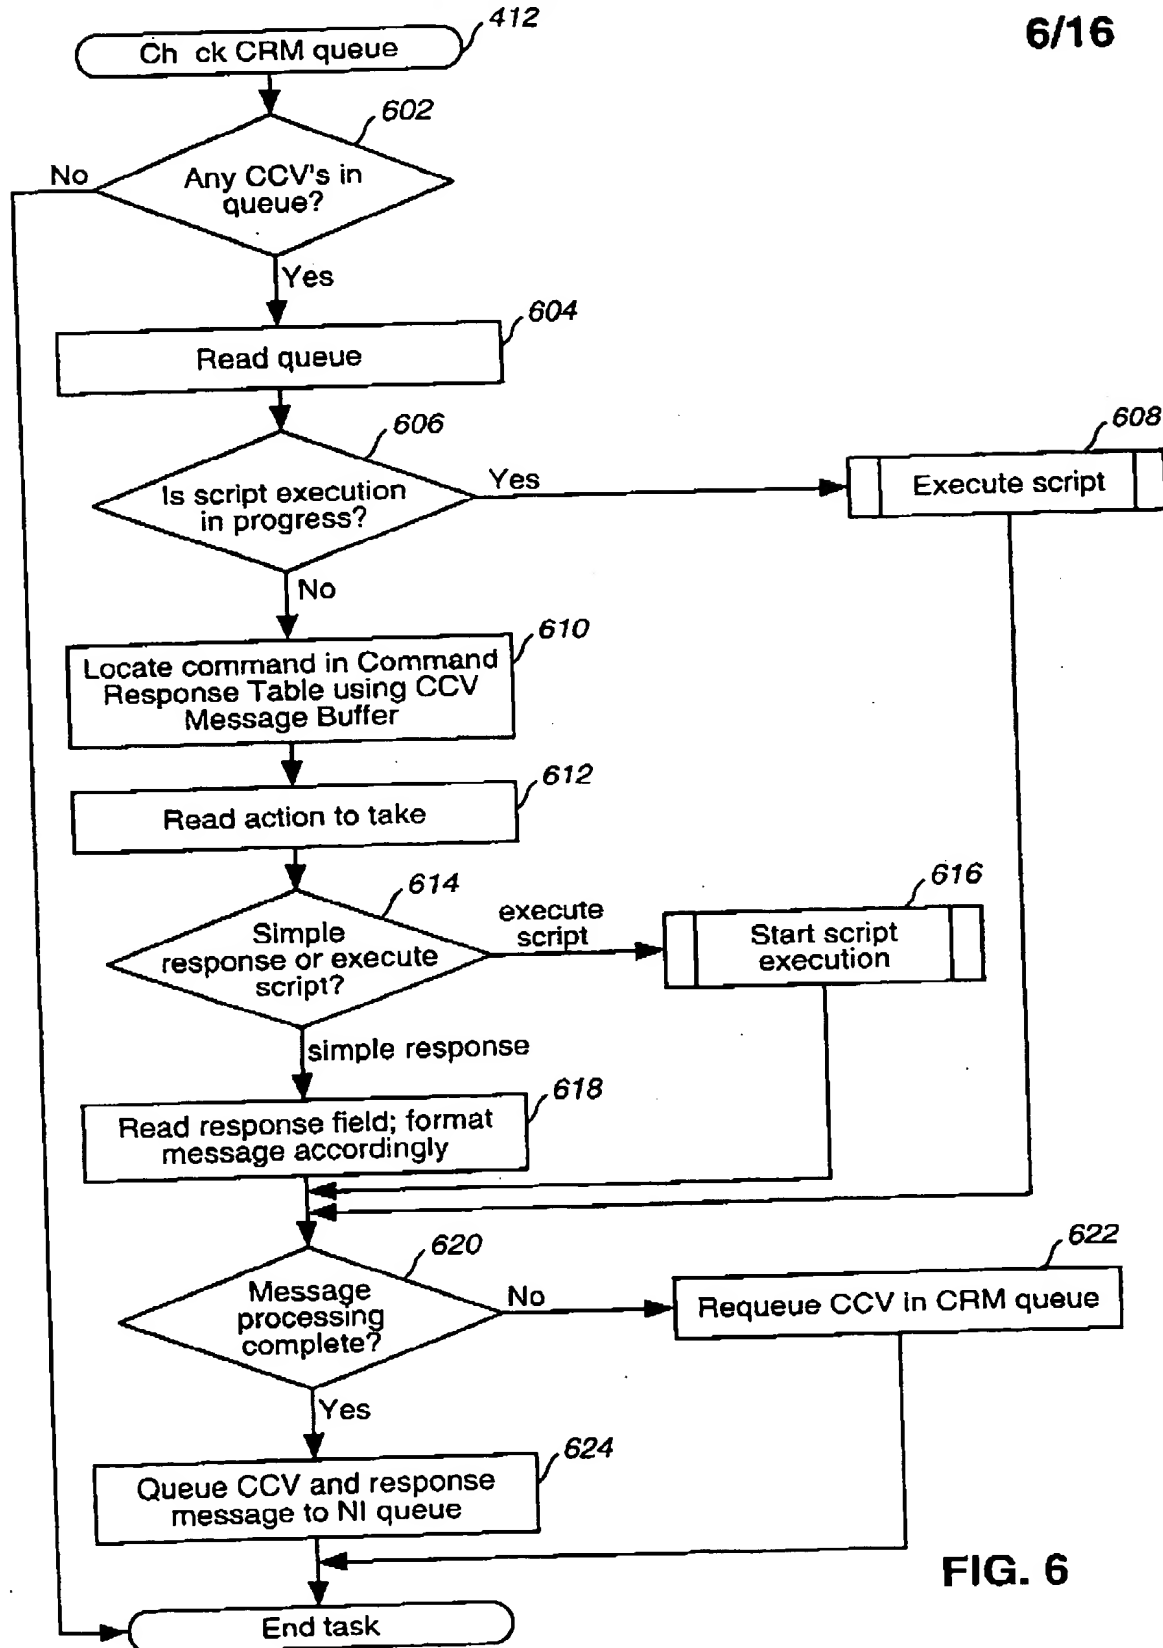 412
6/16
Ch ck CRM queue
602
No
Any CCV's in
queue?
Yes
604
Read queue
606
608
Is script execution
in progress?
Yes
Execute script
No
610
Locate command in Command
Response Table using CCV
Message Buffer
612
Read action to take
614
616
Simple
response or execute
script?
execute
script
Start script
execution
simple response
618
Read response field; format
message accordingly
620
622
Message
processing
complete?
No
Requeue CCV in CRM queue
Yes
624
Queue CCV and response
message to NI queue
FIG. 6
End task